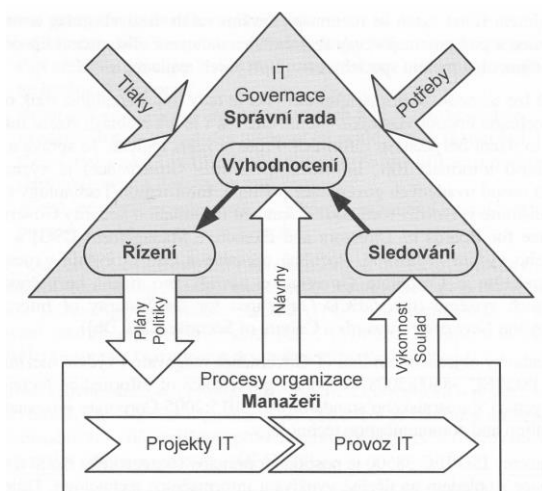 Tlaky
Potřeby
IT
Governace
Správní rada
Vyhodnocení
Řízení
Sledování
Plány
Politiky
Návrhy
Výkonnost
Soulad
Procesy organizace
Manažeři
Projekty IT
Provoz IT